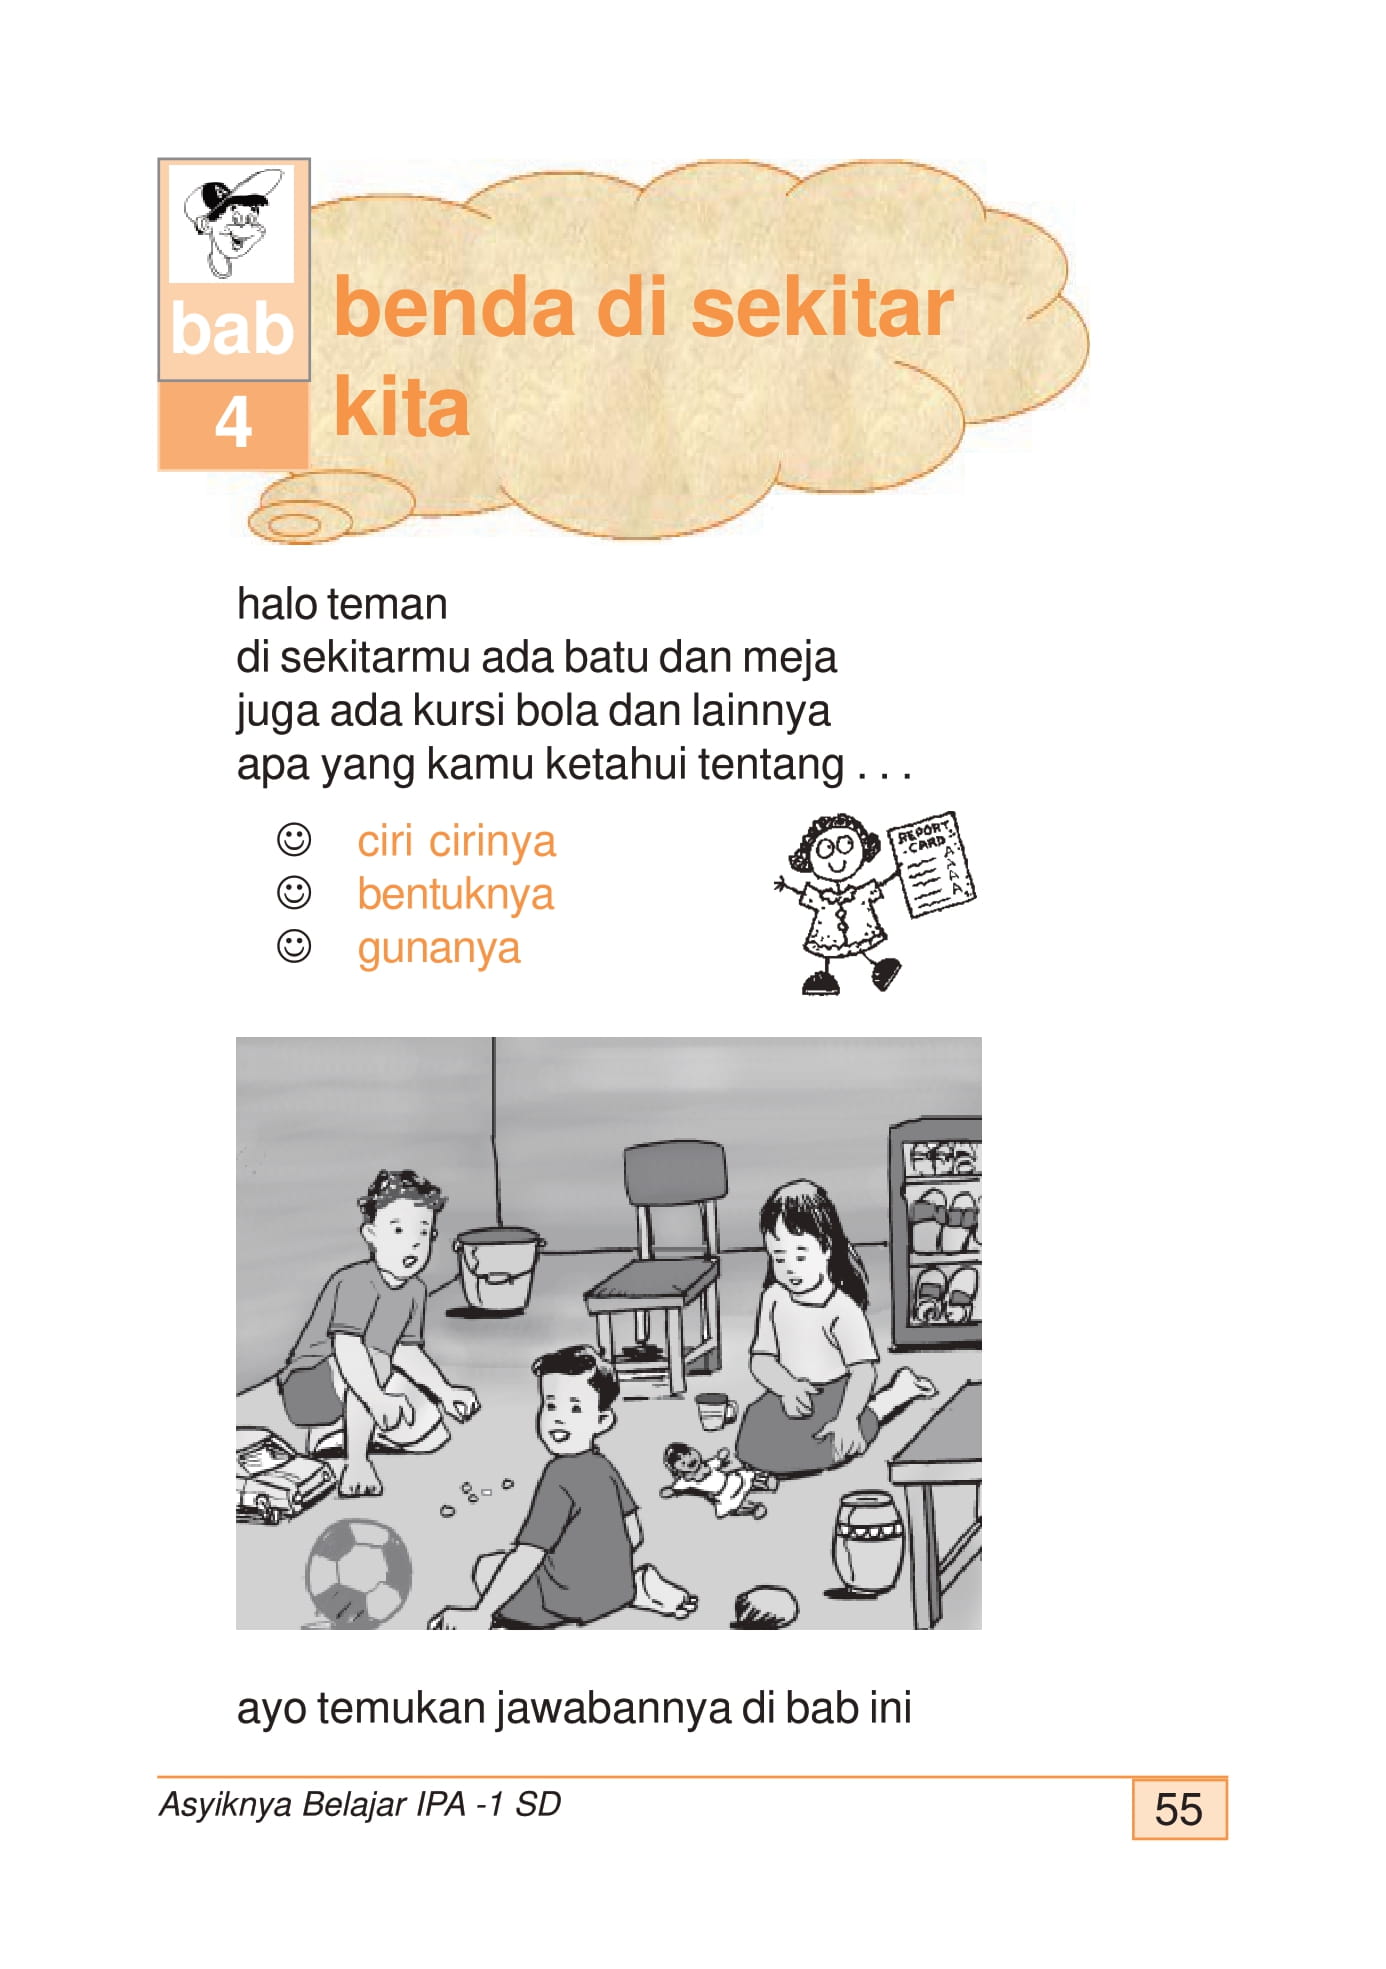 bab
4
benda di sekitar
kita
halo teman
di sekitarmu ada batu dan meja
juga ada kursi bola dan lainnya
apa yang kamu ketahui tentang . . .
ciri cirinya
bentuknya
gunanya
REPORT
CARD
A
A
A
A
ayo temukan jawabannya di bab ini
Asyiknya Belajar IPA -1 SD
55